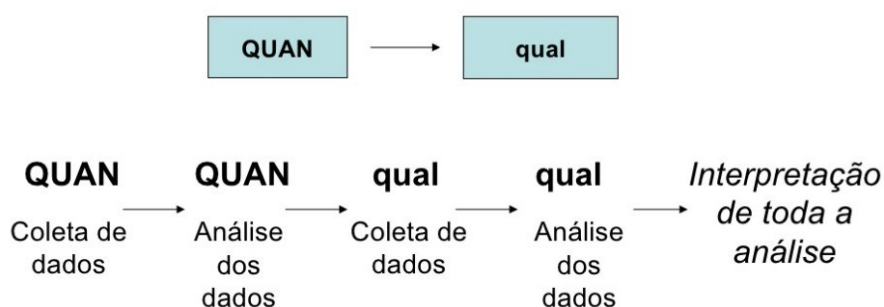 QUAN qual
QUAN QUAN qual qual Interpretação
de toda a
análise
Coleta de
dados
Análise
dos
dados
Coleta de
dados
Análise
dos
dados